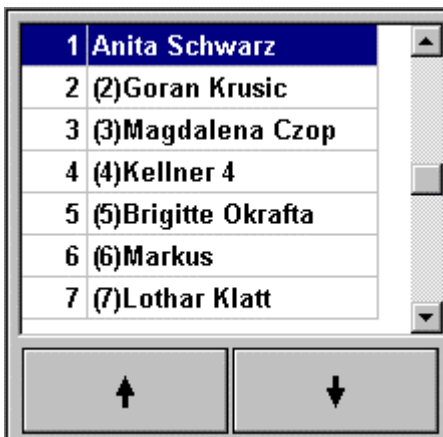 1 Anita Schwarz
2 (2)Goran Krusic
3 (3)Magdalena Czop
4 (4)Kellner 4
5 (5)Brigitte Okrafta
6 (6)Markus
7 (7)Lothar Klatt